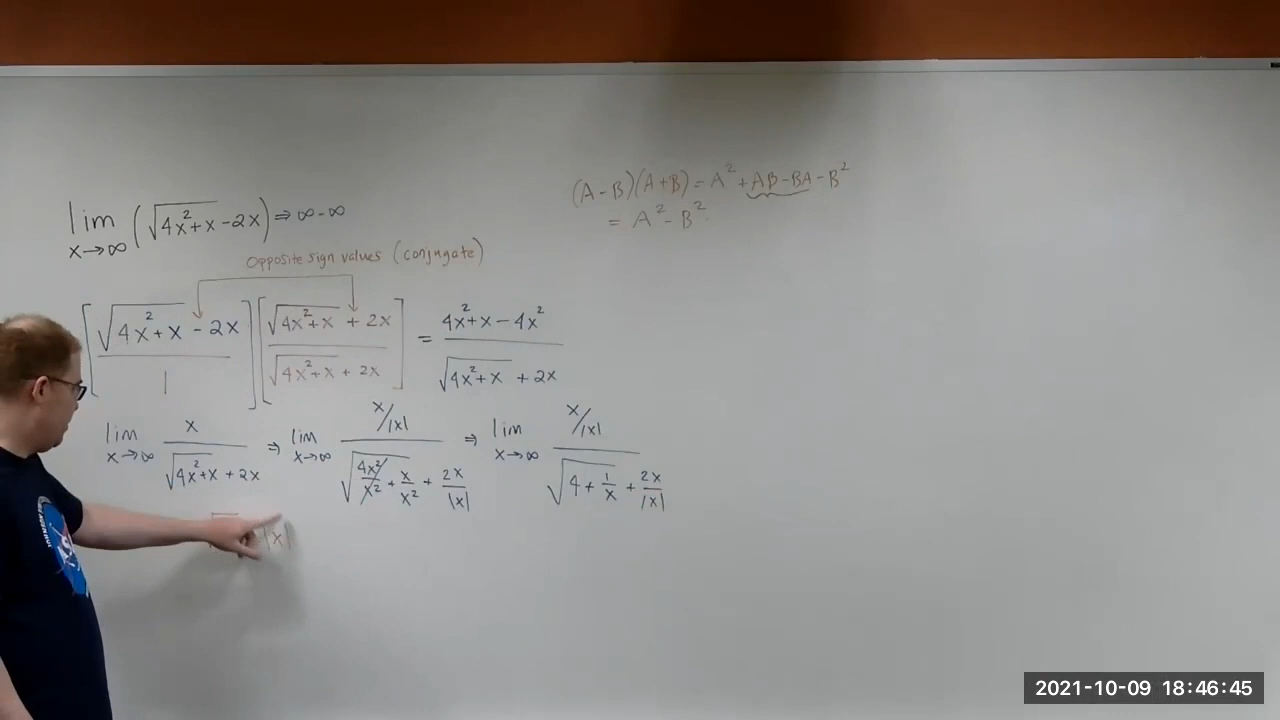 (A-B)(A+B) = A² + AB - BA - B²
= A² - B²
lim x→∞ (√(4x²+x) - 2x) ⇒ ∞ - ∞
opposite sign values (conjugate)
[(√(4x²+x) - 2x)/1] [(√(4x²+x) + 2x)/(√(4x²+x) + 2x)] = (4x²+x-4x²)/(√(4x²+x) + 2x)
lim x→∞ x/(√(4x²+x) + 2x) ⇒ lim x→∞ (x/|x|)/(√(4x²/x² + x/x²) + 2x/|x|) ⇒ lim x→∞ (x/|x|)/(√(4 + 1/x) + 2x/|x|)
|x|
2021-10-09 18:46:45